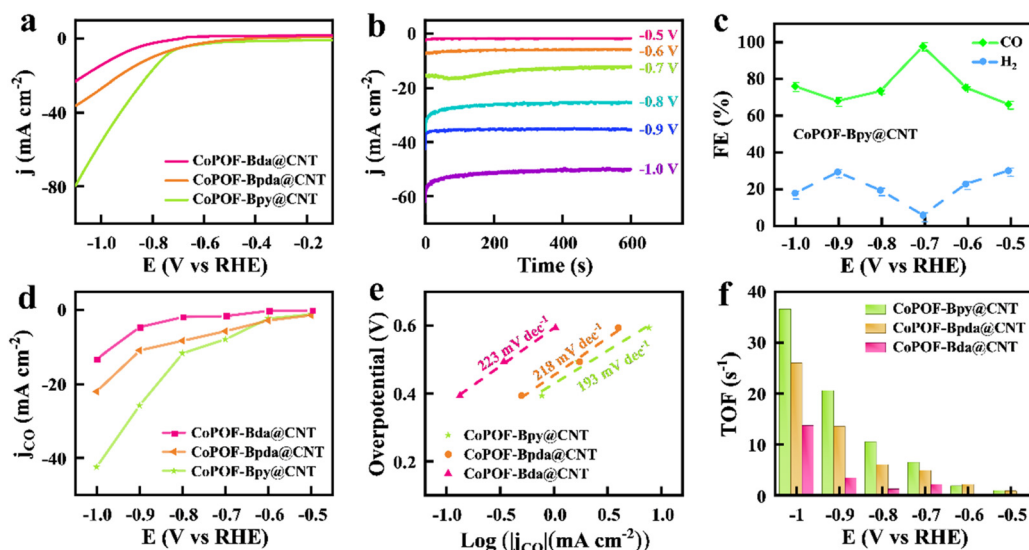 a
j (mA cm⁻²)
0
-40
-80
CoPOF-Bda@CNT
CoPOF-Bpda@CNT
CoPOF-Bpy@CNT
-1.0 -0.8 -0.6 -0.4 -0.2
E (V vs RHE)
b
j (mA cm⁻²)
0
-20
-40
-60
-0.5 V
-0.6 V
-0.7 V
-0.8 V
-0.9 V
-1.0 V
0 200 400 600
Time (s)
c
FE (%)
100
80
60
40
20
0
CO
H₂
CoPOF-Bpy@CNT
-1.0 -0.9 -0.8 -0.7 -0.6 -0.5
E (V vs RHE)
d
j_CO (mA cm⁻²)
0
-20
-40
CoPOF-Bda@CNT
CoPOF-Bpda@CNT
CoPOF-Bpy@CNT
-1.0 -0.9 -0.8 -0.7 -0.6 -0.5
E (V vs RHE)
e
Overpotential (V)
0.6
0.4
0.2
223 mV dec⁻¹
218 mV dec⁻¹
193 mV dec⁻¹
CoPOF-Bpy@CNT
CoPOF-Bpda@CNT
CoPOF-Bda@CNT
-1.0 -0.5 0.0 0.5 1.0
Log (|j_CO|(mA cm⁻²)
f
TOF (s⁻¹)
40
30
20
10
0
CoPOF-Bpy@CNT
CoPOF-Bpda@CNT
CoPOF-Bda@CNT
-1 -0.9 -0.8 -0.7 -0.6 -0.5
E (V vs RHE)